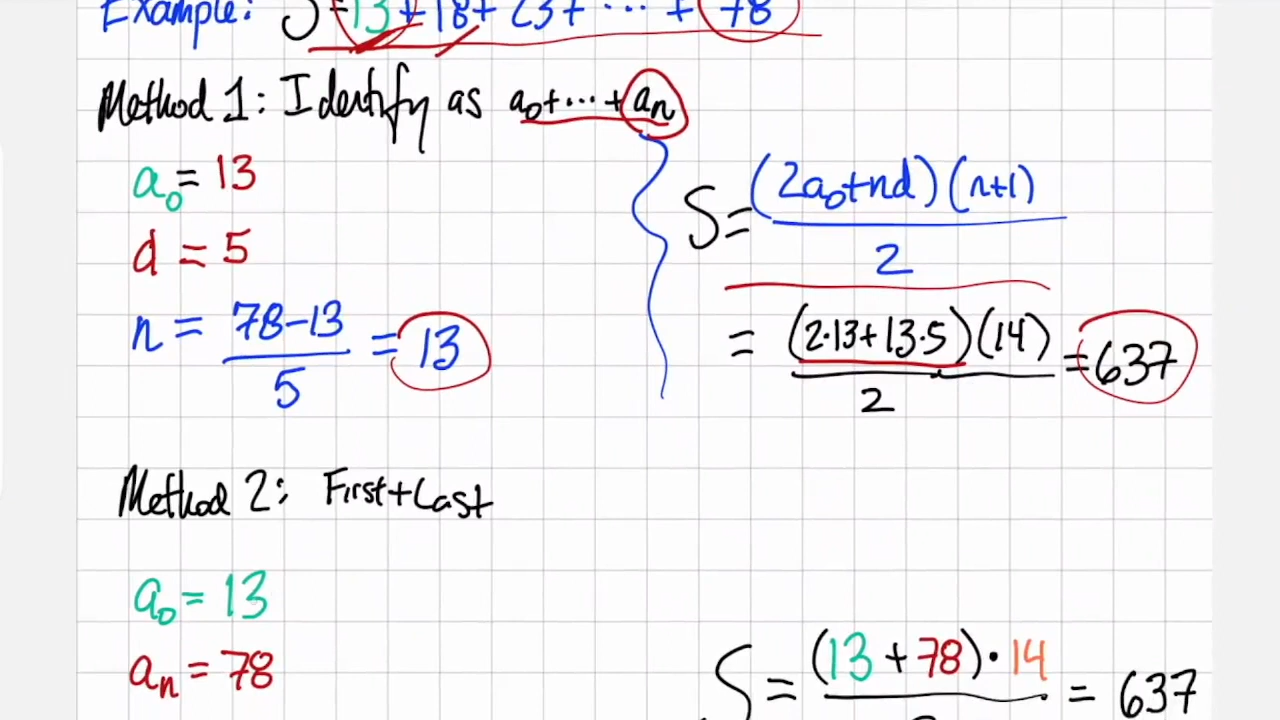 Example: S = 13 + 18 + 23 + ··· + 78
Method 1: Identify as a₀+···+aₙ
a₀ = 13
d = 5
n = 78-13 / 5 = 13
S = (2a₀+nd)(n+1) / 2
= (2·13+13·5)(14) / 2 = 637
Method 2: First+Last
a₀ = 13
aₙ = 78
S = (13 + 78)·14 = 637